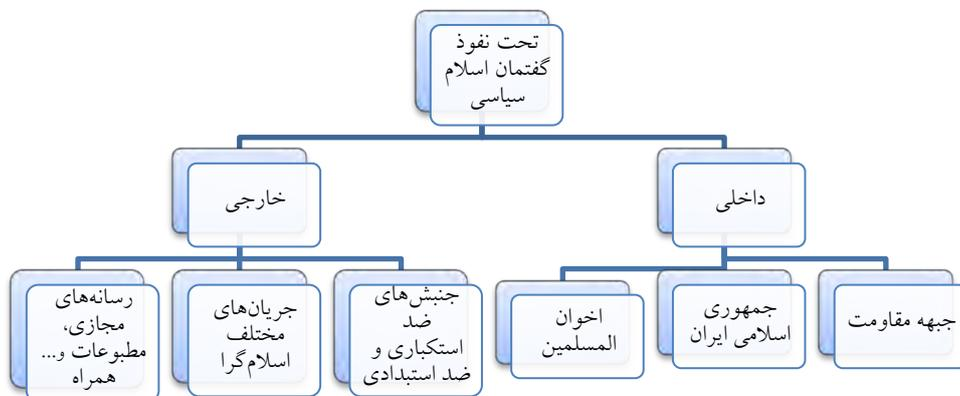 تحت نفوذ
گفتمان اسلام
سیاسی
داخلی
خارجی
جبهه مقاومت
جمهوری
اسلامی ایران
اخوان
المسلمین
جنبش‌های
ضد
استکباری و
ضد استبدادی
جریان‌های
مختلف
اسلام‌گرا
رسانه‌های
مجازی،
مطبوعات و...
همراه